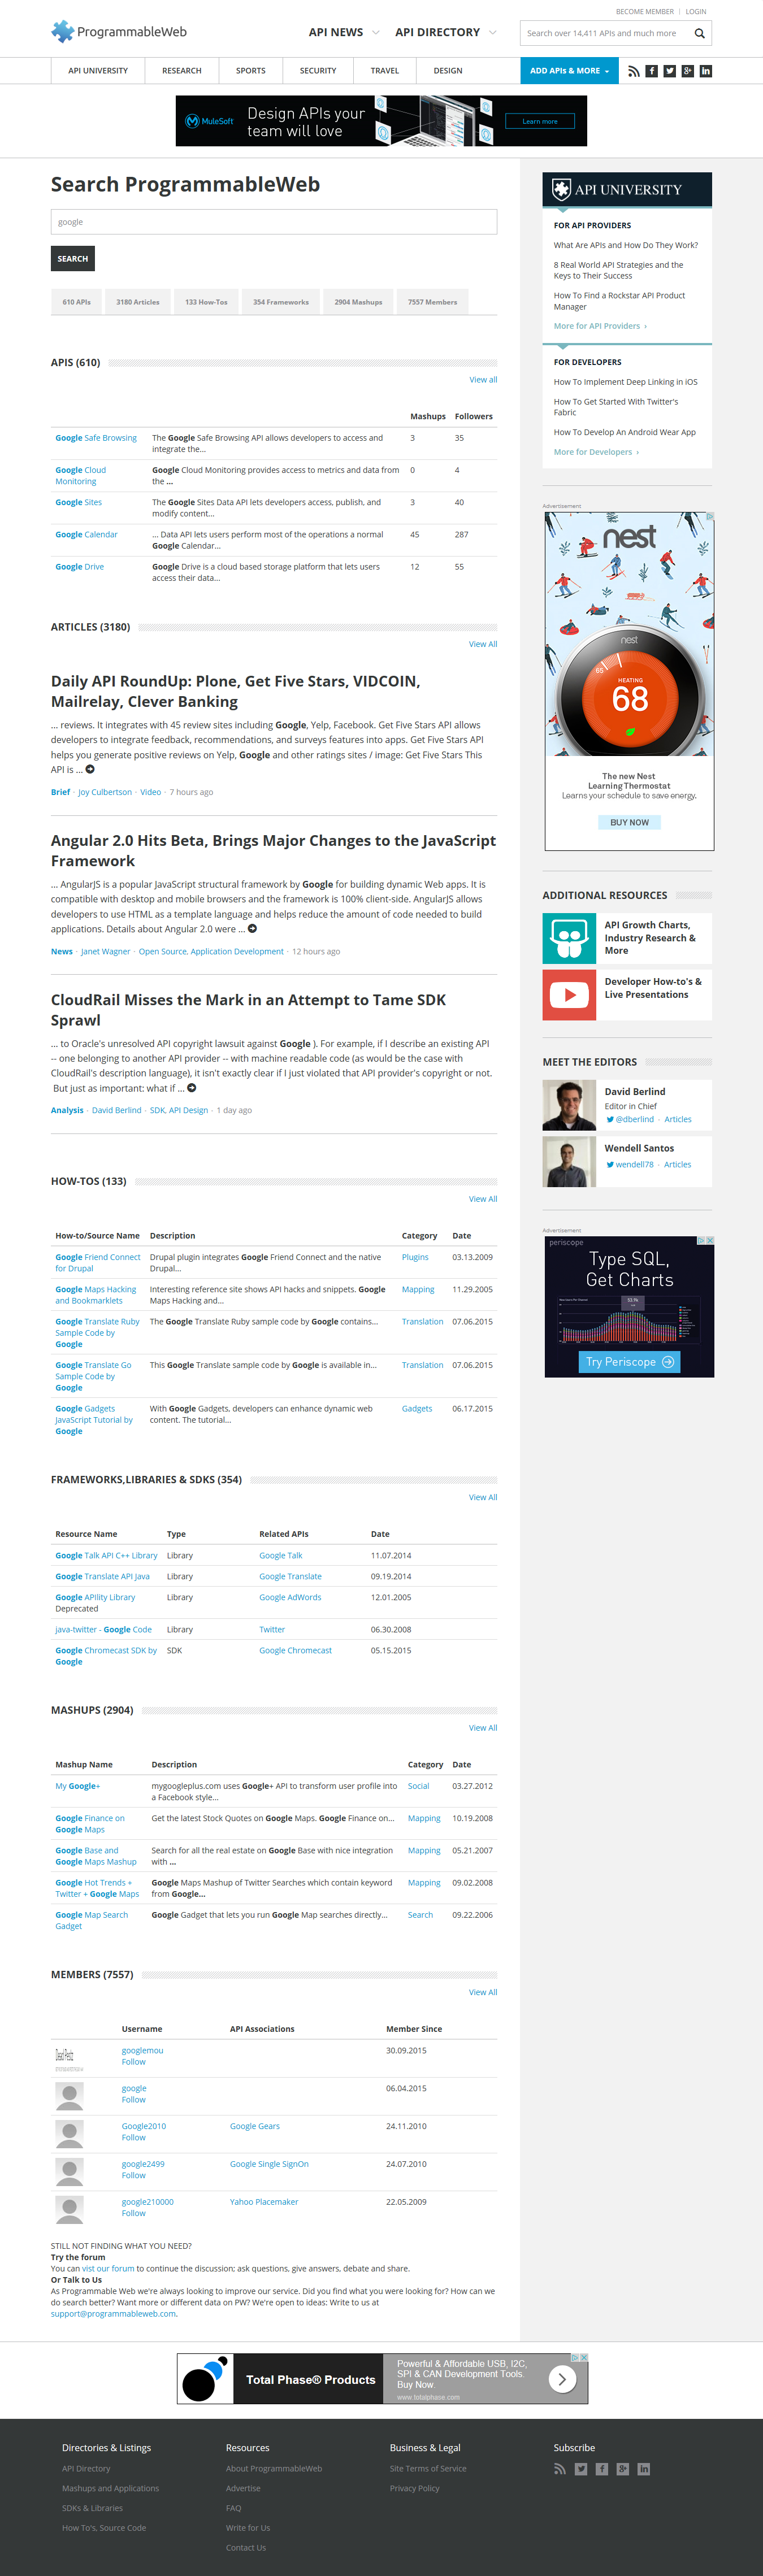 BECOME MEMBER | LOGIN
ProgrammableWeb
API NEWS
API DIRECTORY
Search over 14,411 APIs and much more
API UNIVERSITY
RESEARCH
SPORTS
SECURITY
TRAVEL
DESIGN
ADD APIs & MORE
MuleSoft
Design APIs your
team will love
Learn more
Search ProgrammableWeb
google
SEARCH
610 APIs
3180 Articles
133 How-Tos
354 Frameworks
2904 Mashups
7557 Members
APIS (610)
View all
Mashups Followers
Google Safe Browsing The Google Safe Browsing API allows developers to access and 3 35
integrate the...
Google Cloud Google Cloud Monitoring provides access to metrics and data from 0 4
Monitoring the ...
Google Sites The Google Sites Data API lets developers access, publish, and 3 40
modify content...
Google Calendar ... Data API lets users perform most of the operations a normal 45 287
Google Calendar...
Google Drive Google Drive is a cloud based storage platform that lets users 12 55
access their data...
ARTICLES (3180)
View All
Daily API RoundUp: Plone, Get Five Stars, VIDCOIN,
Mailrelay, Clever Banking
... reviews. It integrates with 45 review sites including Google, Yelp, Facebook. Get Five Stars API allows
developers to integrate feedback, recommendations, and surveys features into apps. Get Five Stars API
helps you generate positive reviews on Yelp, Google and other ratings sites / image: Get Five Stars This
API is ...
Brief · Joy Culbertson · Video · 7 hours ago
Angular 2.0 Hits Beta, Brings Major Changes to the JavaScript
Framework
... AngularJS is a popular JavaScript structural framework by Google for building dynamic Web apps. It is
compatible with desktop and mobile browsers and the framework is 100% client-side. AngularJS allows
developers to use HTML as a template language and helps reduce the amount of code needed to build
applications. Details about Angular 2.0 were ...
News · Janet Wagner · Open Source, Application Development · 12 hours ago
CloudRail Misses the Mark in an Attempt to Tame SDK
Sprawl
... to Oracle's unresolved API copyright lawsuit against Google ). For example, if I describe an existing API
-- one belonging to another API provider -- with machine readable code (as would be the case with
CloudRail's description language), it isn't exactly clear if I just violated that API provider's copyright or not.
But just as important: what if ...
Analysis · David Berlind · SDK, API Design · 1 day ago
HOW-TOS (133)
View All
How-to/Source Name Description Category Date
Google Friend Connect Drupal plugin integrates Google Friend Connect and the native Plugins 03.13.2009
for Drupal Drupal...
Google Maps Hacking Interesting reference site shows API hacks and snippets. Google Mapping 11.29.2005
and Bookmarklets Maps Hacking and...
Google Translate Ruby The Google Translate Ruby sample code by Google contains... Translation 07.06.2015
Sample Code by
Google
Google Translate Go This Google Translate sample code by Google is available in... Translation 07.06.2015
Sample Code by
Google
Google Gadgets With Google Gadgets, developers can enhance dynamic web Gadgets 06.17.2015
JavaScript Tutorial by content. The tutorial...
Google
FRAMEWORKS,LIBRARIES & SDKS (354)
View All
Resource Name Type Related APIs Date
Google Talk API C++ Library Library Google Talk 11.07.2014
Google Translate API Java Library Google Translate 09.19.2014
Google APIlity Library Library Google AdWords 12.01.2005
Deprecated
java-twitter - Google Code Library Twitter 06.30.2008
Google Chromecast SDK by SDK Google Chromecast 05.15.2015
Google
MASHUPS (2904)
View All
Mashup Name Description Category Date
My Google+ mygoogleplus.com uses Google+ API to transform user profile into Social 03.27.2012
a Facebook style...
Google Finance on Get the latest Stock Quotes on Google Maps. Google Finance on... Mapping 10.19.2008
Google Maps
Google Base and Search for all the real estate on Google Base with nice integration Mapping 05.21.2007
Google Maps Mashup with ...
Google Hot Trends + Google Maps Mashup of Twitter Searches which contain keyword Mapping 09.02.2008
Twitter + Google Maps from Google...
Google Map Search Google Gadget that lets you run Google Map searches directly... Search 09.22.2006
Gadget
MEMBERS (7557)
View All
Username API Associations Member Since
googlemou 30.09.2015
Follow
google 06.04.2015
Follow
Google2010 Google Gears 24.11.2010
Follow
google2499 Google Single SignOn 24.07.2010
Follow
google210000 Yahoo Placemaker 22.05.2009
Follow
STILL NOT FINDING WHAT YOU NEED?
Try the forum
You can vist our forum to continue the discussion; ask questions, give answers, debate and share.
Or Talk to Us
As Programmable Web we're always looking to improve our service. Did you find what you were looking for? How can we
do search better? Want more or different data on PW? We're open to ideas: Write to us at
support@programmableweb.com.
API UNIVERSITY
FOR API PROVIDERS
What Are APIs and How Do They Work?
8 Real World API Strategies and the
Keys to Their Success
How To Find a Rockstar API Product
Manager
More for API Providers ›
FOR DEVELOPERS
How To Implement Deep Linking in iOS
How To Get Started With Twitter's
Fabric
How To Develop An Android Wear App
More for Developers ›
Advertisement
nest
nest
65
HEATING
68
The new Nest
Learning Thermostat
Learns your schedule to save energy.
BUY NOW
ADDITIONAL RESOURCES
API Growth Charts,
Industry Research &
More
Developer How-to's &
Live Presentations
MEET THE EDITORS
David Berlind
Editor in Chief
@dberlind · Articles
Wendell Santos
wendell78 · Articles
Advertisement
periscope
Type SQL,
Get Charts
Try Periscope
Total Phase® Products
Powerful & Affordable USB, I2C,
SPI & CAN Development Tools.
Buy Now.
www.totalphase.com
Directories & Listings
API Directory
Mashups and Applications
SDKs & Libraries
How To's, Source Code
Resources
About ProgrammableWeb
Advertise
FAQ
Write for Us
Contact Us
Business & Legal
Site Terms of Service
Privacy Policy
Subscribe